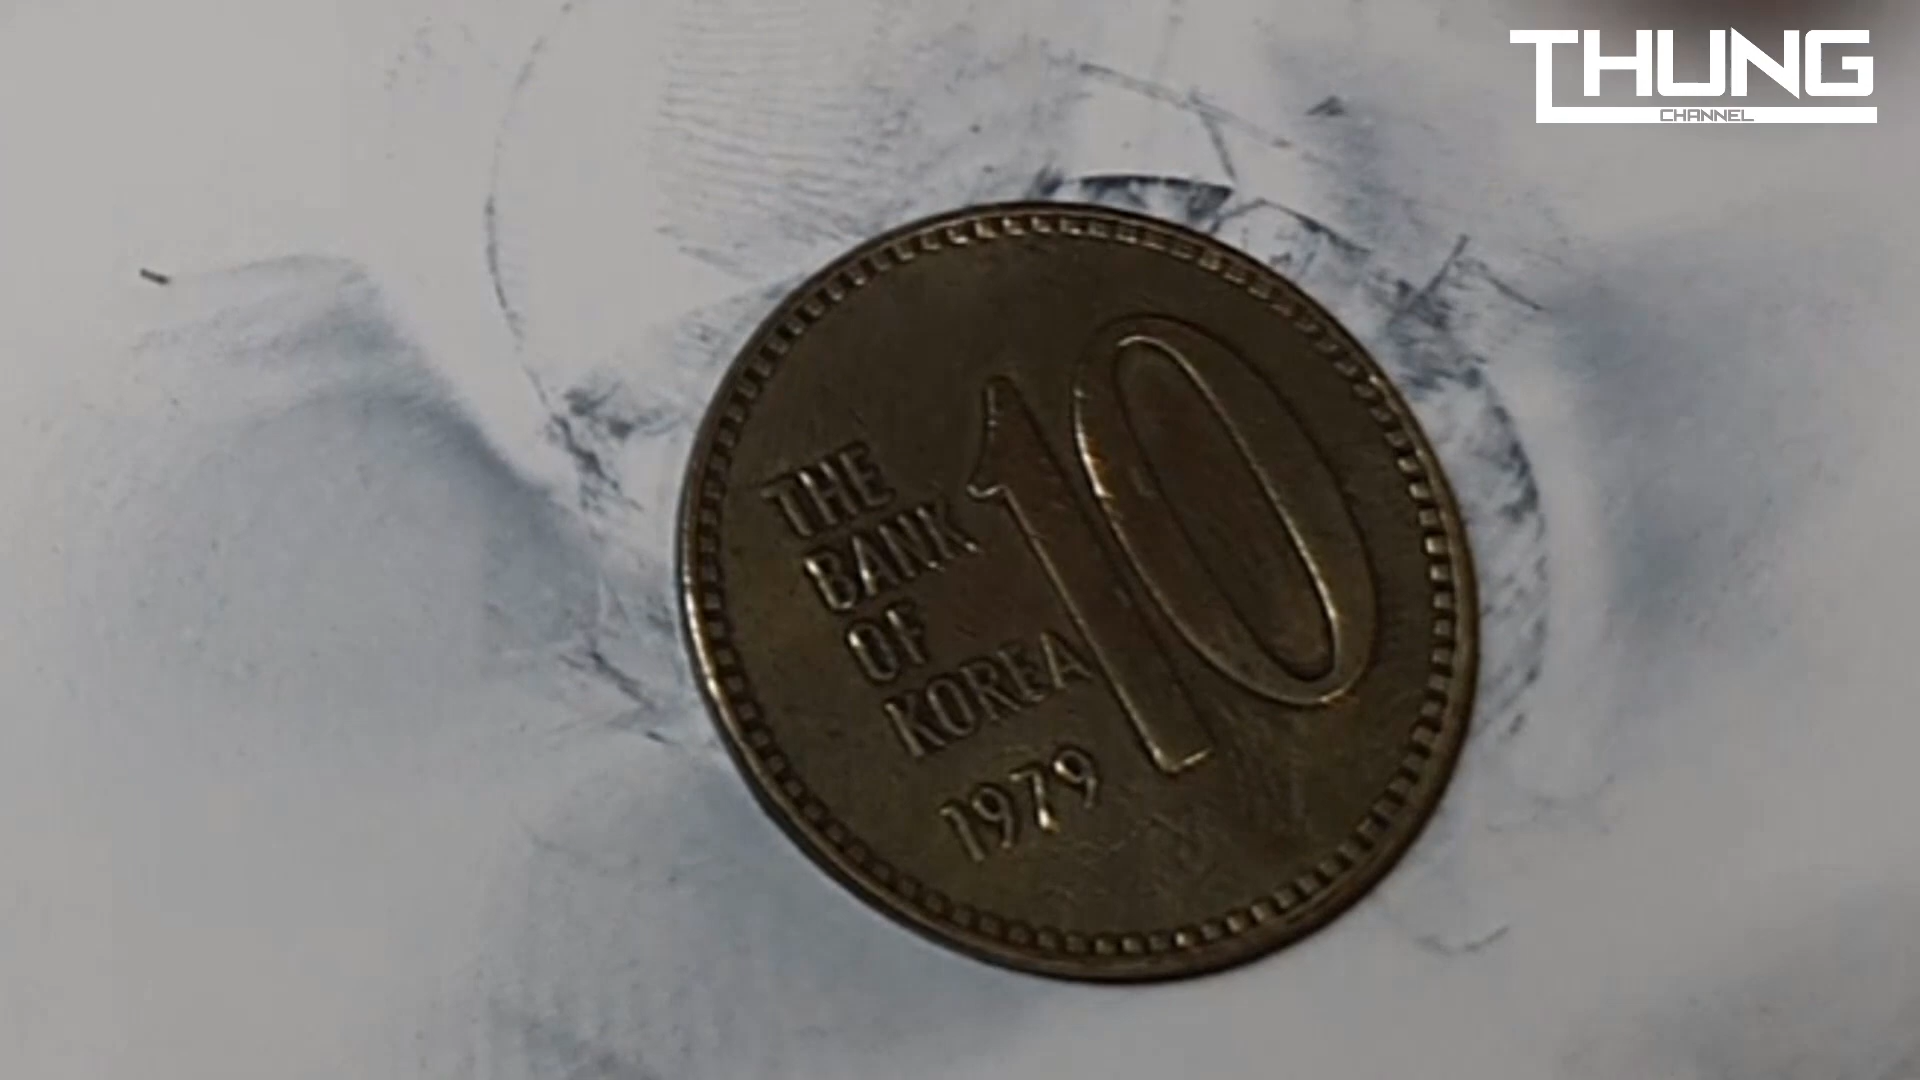 THUNG
CHANNEL
10
THE
BANK
OF
KOREA
1979